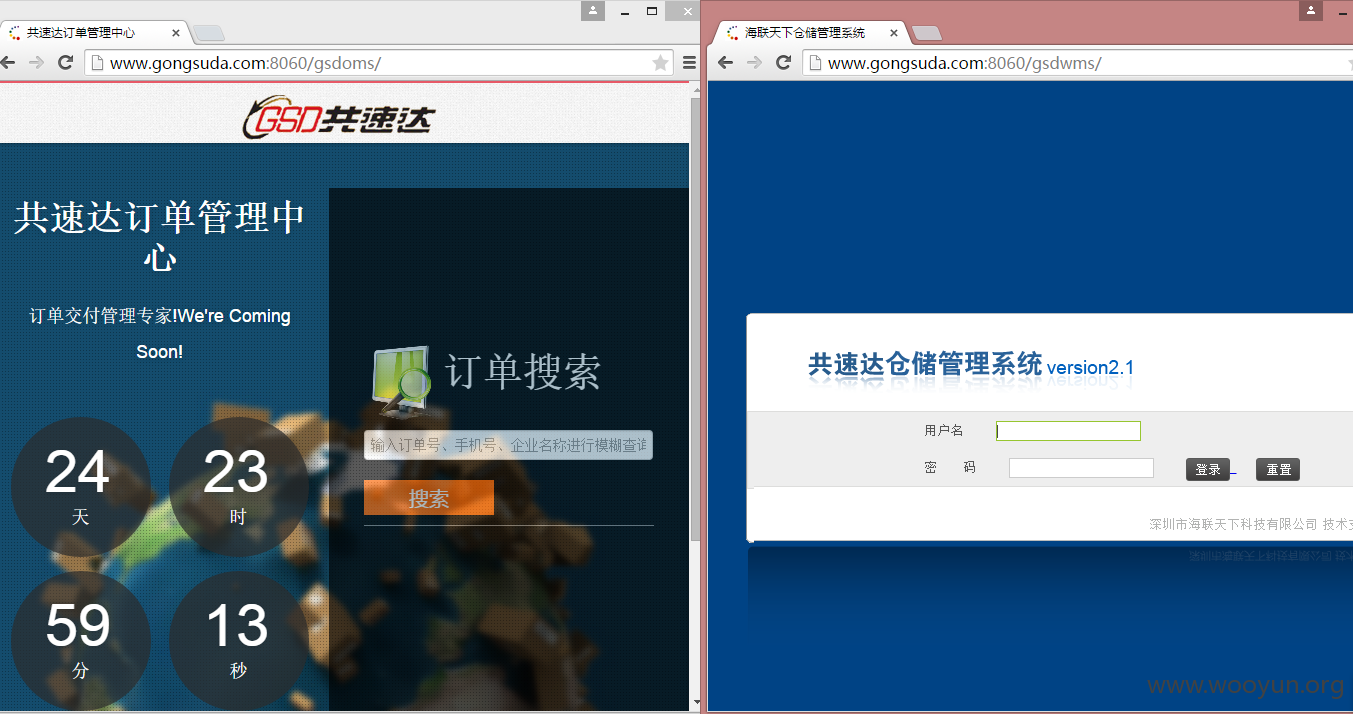 共速达订单管理中心
www.gongsuda.com:8060/gsdoms/
GSD共速达
共速达订单管理中
心
订单交付管理专家!We're Coming
Soon!
24
天
23
时
59
分
13
秒
订单搜索
输入订单号、手机号、企业名称进行模糊查询
搜索
海联天下仓储管理系统
www.gongsuda.com:8060/gsdwms/
共速达仓储管理系统 version2.1
用户名
密 码
登录
重置
深圳市海联天下科技有限公司 技术支
www.wooyun.org